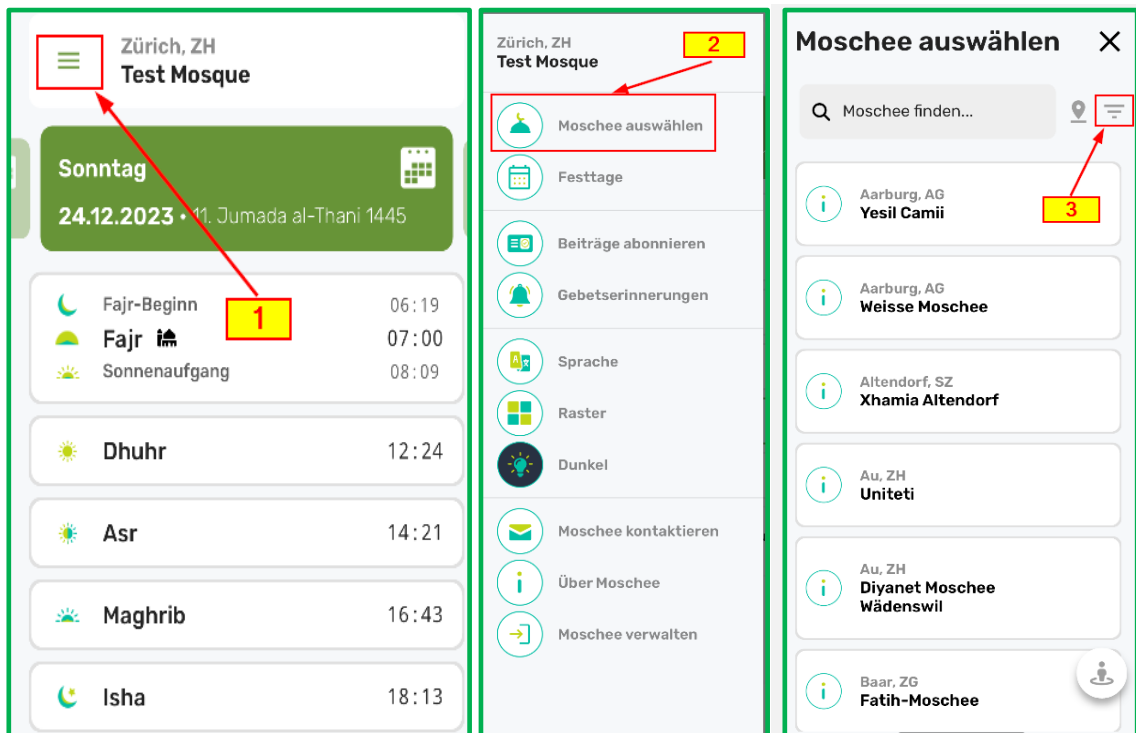 Zürich, ZH
Test Mosque
Sonntag
24.12.2023 • 11. Jumada al-Thani 1445
Fajr-Beginn 06:19
Fajr 07:00
Sonnenaufgang 08:09
1
Dhuhr 12:24
Asr 14:21
Maghrib 16:43
Isha 18:13
Zürich, ZH
Test Mosque
2
Moschee auswählen
Festtage
Beiträge abonnieren
Gebetserinnerungen
Sprache
Raster
Dunkel
Moschee kontaktieren
Über Moschee
Moschee verwalten
Moschee auswählen
Moschee finden...
3
Aarburg, AG
Yesil Camii
Aarburg, AG
Weisse Moschee
Altendorf, SZ
Xhamia Altendorf
Au, ZH
Uniteti
Au, ZH
Diyanet Moschee
Wädenswil
Baar, ZG
Fatih-Moschee